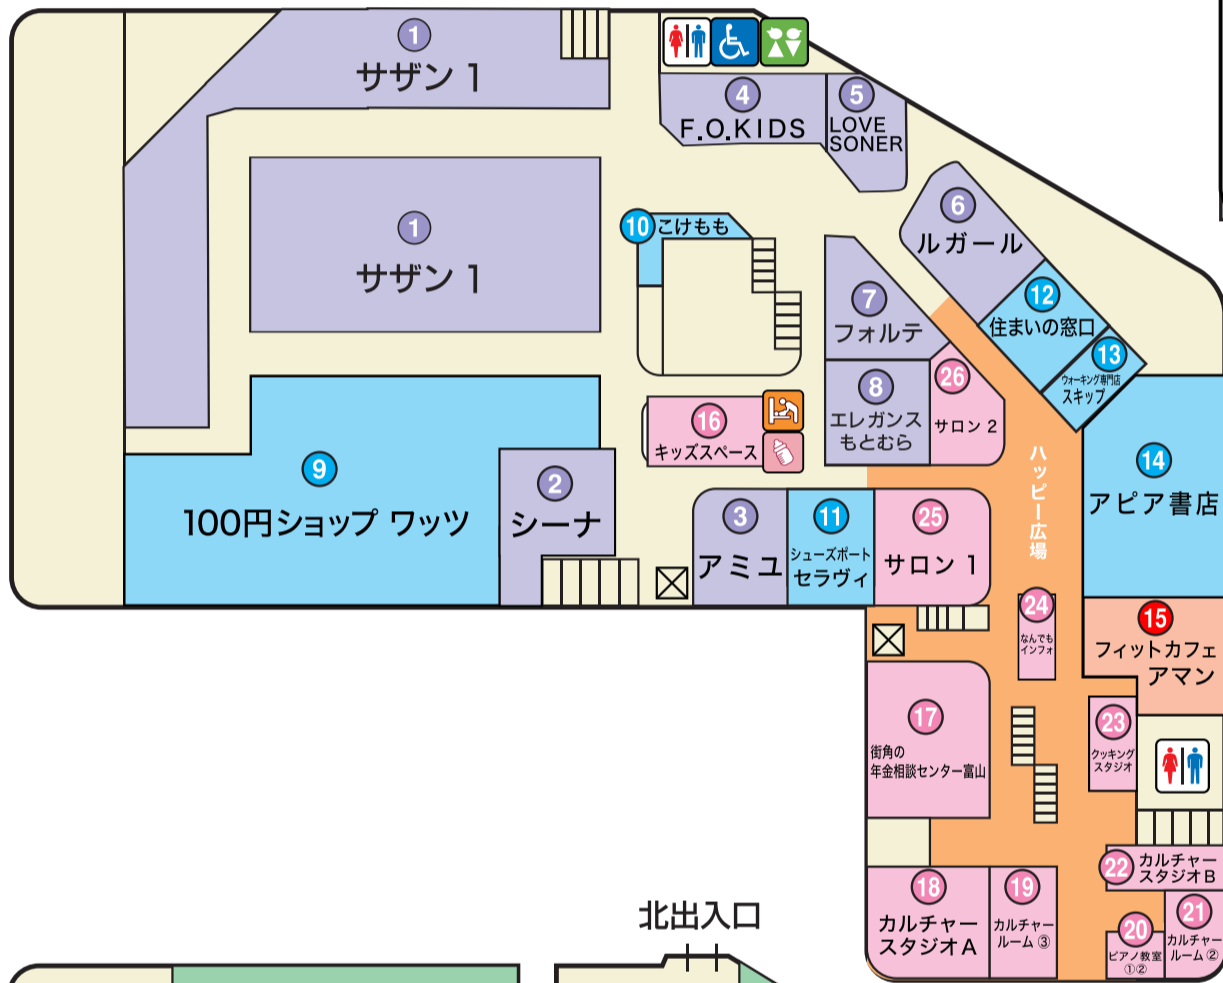 1
サザン 1
4
F.O.KIDS
5
LOVE
SONER
1
サザン 1
10
こけもも
6
ルガール
7
フォルテ
12
住まいの窓口
13
ウォーキング専門店
スキップ
8
エレガンス
もとむら
26
サロン 2
16
キッズスペース
9
100円ショップ ワッツ
2
シーナ
3
アミユ
11
シューズポート
セラヴィ
25
サロン 1
ハッピー広場
14
アピア書店
24
なんでも
インフォ
15
フィットカフェ
アマン
17
街角の
年金相談センター富山
23
クッキング
スタジオ
22
カルチャー
スタジオB
18
カルチャー
スタジオA
19
カルチャー
ルーム ③
20
ピアノ教室
①②
21
カルチャー
ルーム ②
北出入口